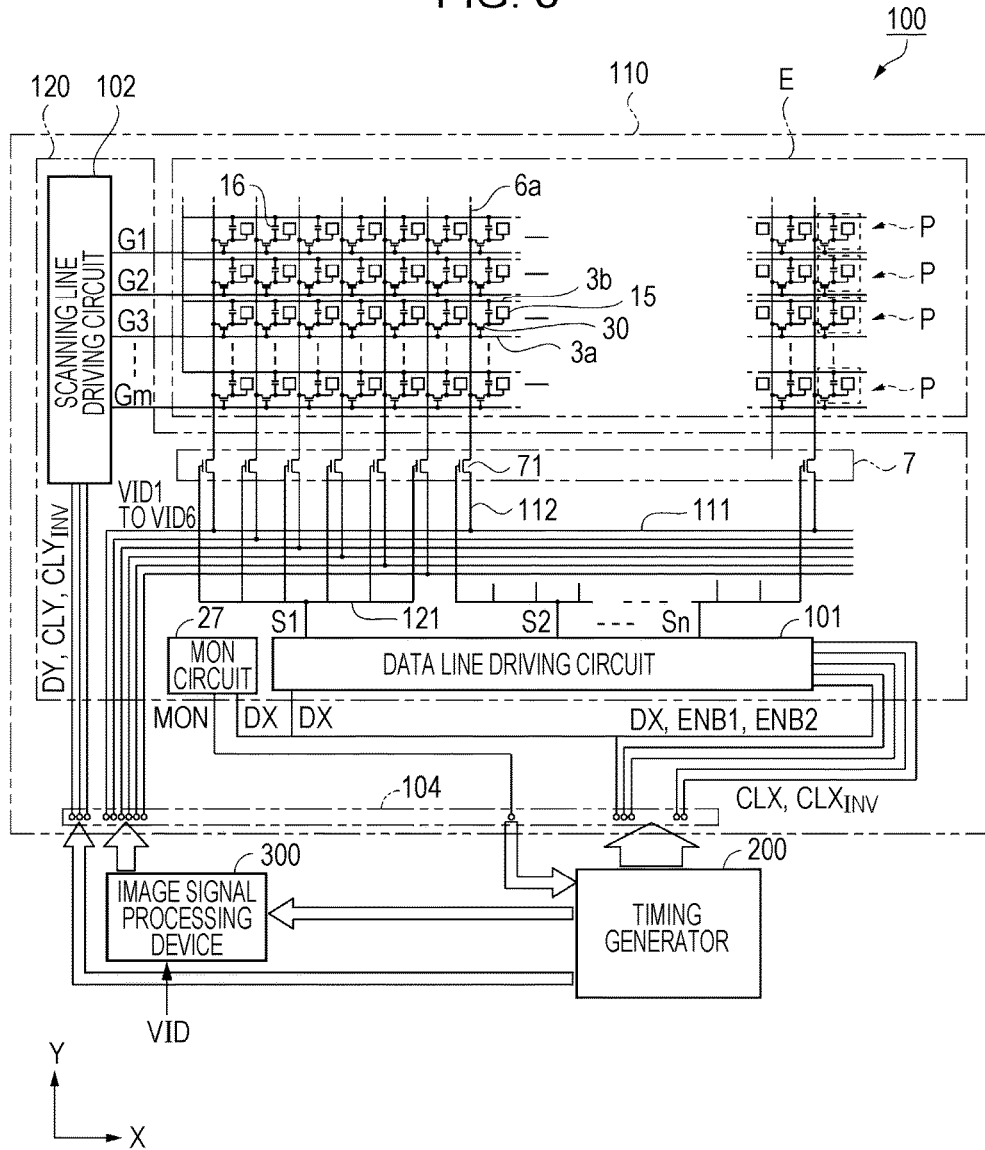 100
120
102
110
E
SCANNING LINE
DRIVING CIRCUIT
16
6a
G1
P
G2
P
3b
15
G3
30
P
3a
Gm
P
71
7
VID1
TO VID6
112
111
DY, CLY, CLYINV
27
S1
121
S2
Sn
101
MON
CIRCUIT
DATA LINE DRIVING CIRCUIT
MON
DX
DX
DX, ENB1, ENB2
104
CLX, CLXINV
300
200
IMAGE SIGNAL
PROCESSING
DEVICE
TIMING
GENERATOR
VID
Y
X